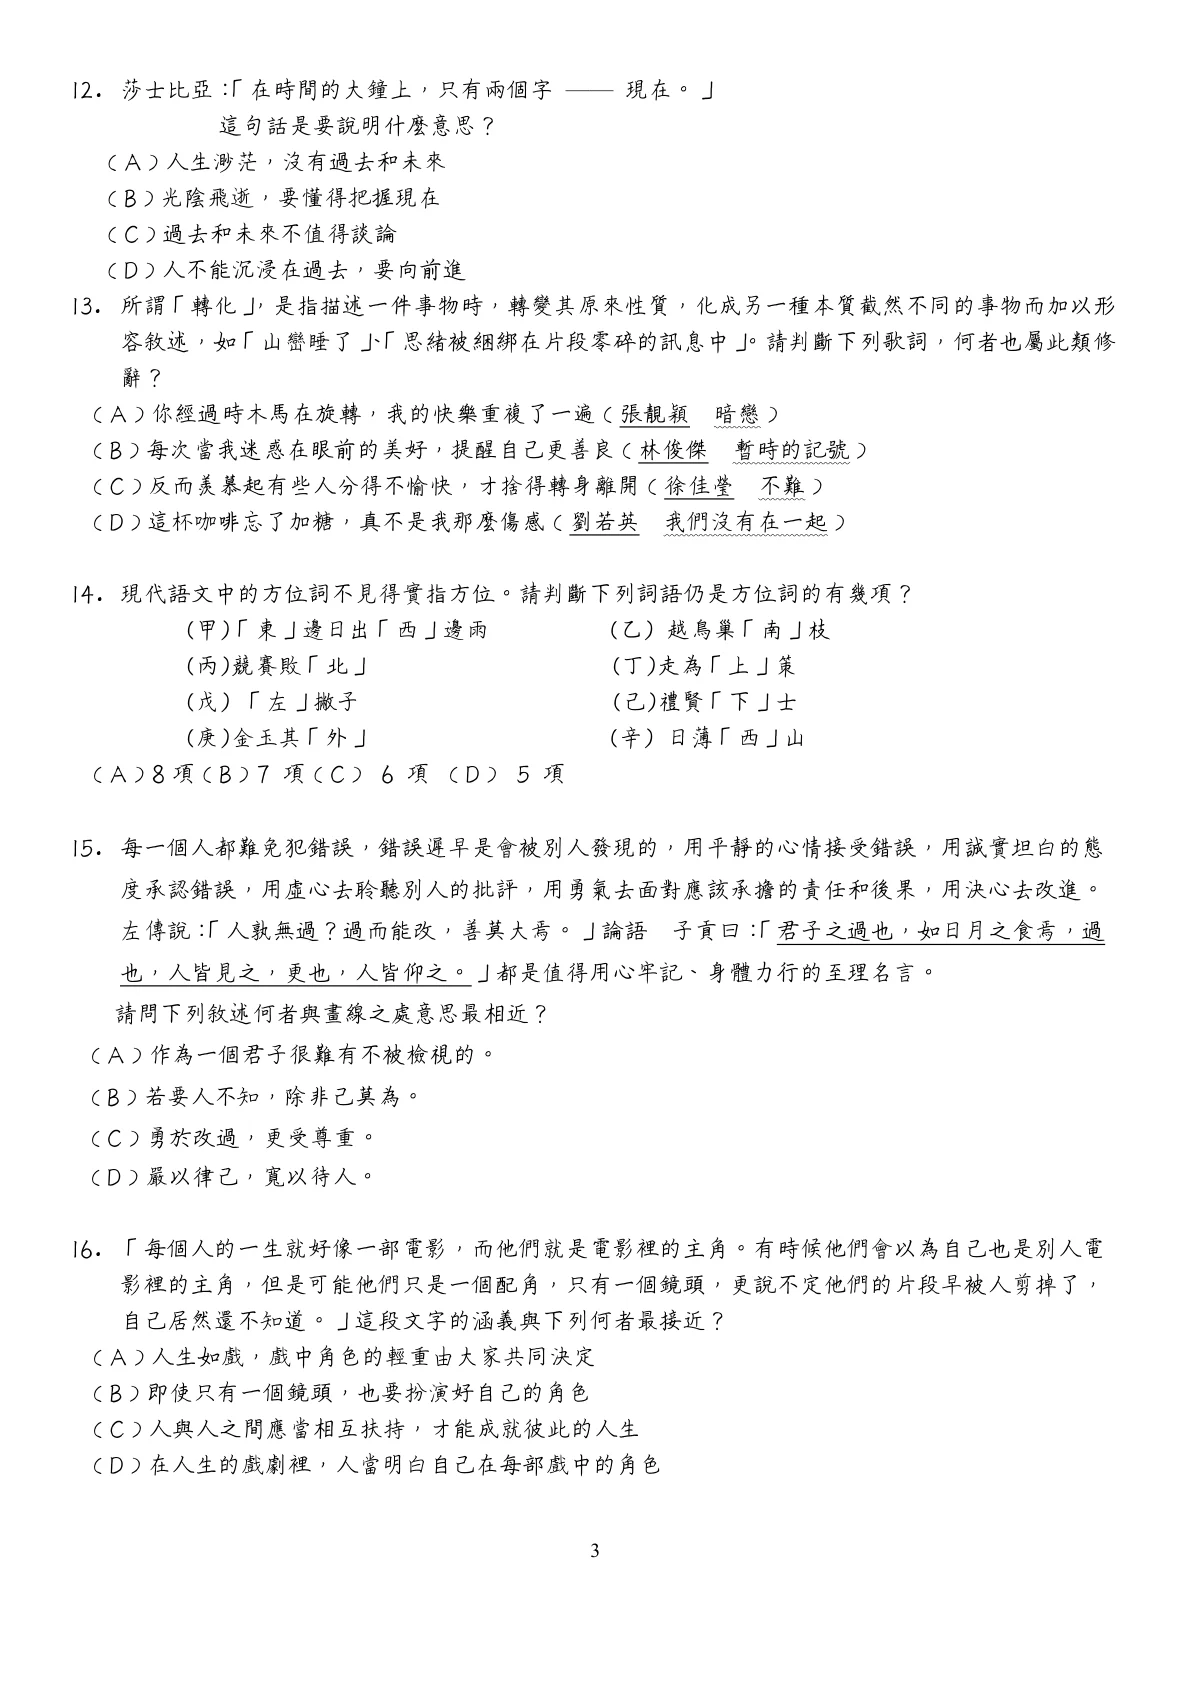 12. 莎士比亞：「在時間的大鐘上，只有兩個字 —— 現在。」
這句話是要說明什麼意思？
（A）人生渺茫，沒有過去和未來
（B）光陰飛逝，要懂得把握現在
（C）過去和未來不值得談論
（D）人不能沉浸在過去，要向前進
13. 所謂「轉化」，是指描述一件事物時，轉變其原來性質，化成另一種本質截然不同的事物而加以形
容敘述，如「山巒睡了」、「思緒被綑綁在片段零碎的訊息中」。請判斷下列歌詞，何者也屬此類修
辭？
（A）你經過時木馬在旋轉，我的快樂重複了一遍（張靚穎　暗戀）
（B）每次當我迷惑在眼前的美好，提醒自己更善良（林俊傑　暫時的記號）
（C）反而羨慕起有些人分得不愉快，才捨得轉身離開（徐佳瑩　不難）
（D）這杯咖啡忘了加糖，真不是我那麼傷感（劉若英　我們沒有在一起）
14. 現代語文中的方位詞不見得實指方位。請判斷下列詞語仍是方位詞的有幾項？
(甲)「東」邊日出「西」邊雨　(乙) 越鳥巢「南」枝
(丙)競賽敗「北」　(丁)走為「上」策
(戊) 「左」撇子　(己)禮賢「下」士
(庚)金玉其「外」　(辛) 日薄「西」山
（A）8 項（B）7 項（C） 6 項 （D） 5 項
15. 每一個人都難免犯錯誤，錯誤遲早是會被別人發現的，用平靜的心情接受錯誤，用誠實坦白的態
度承認錯誤，用虛心去聆聽別人的批評，用勇氣去面對應該承擔的責任和後果，用決心去改進。
左傳說：「人孰無過？過而能改，善莫大焉。」論語　子貢曰：「君子之過也，如日月之食焉，過
也，人皆見之，更也，人皆仰之。」都是值得用心牢記、身體力行的至理名言。
請問下列敘述何者與畫線之處意思最相近？
（A）作為一個君子很難有不被檢視的。
（B）若要人不知，除非己莫為。
（C）勇於改過，更受尊重。
（D）嚴以律己，寬以待人。
16. 「每個人的一生就好像一部電影，而他們就是電影裡的主角。有時候他們會以為自己也是別人電
影裡的主角，但是可能他們只是一個配角，只有一個鏡頭，更說不定他們的片段早被人剪掉了，
自己居然還不知道。」這段文字的涵義與下列何者最接近？
（A）人生如戲，戲中角色的輕重由大家共同決定
（B）即使只有一個鏡頭，也要扮演好自己的角色
（C）人與人之間應當相互扶持，才能成就彼此的人生
（D）在人生的戲劇裡，人當明白自己在每部戲中的角色
3